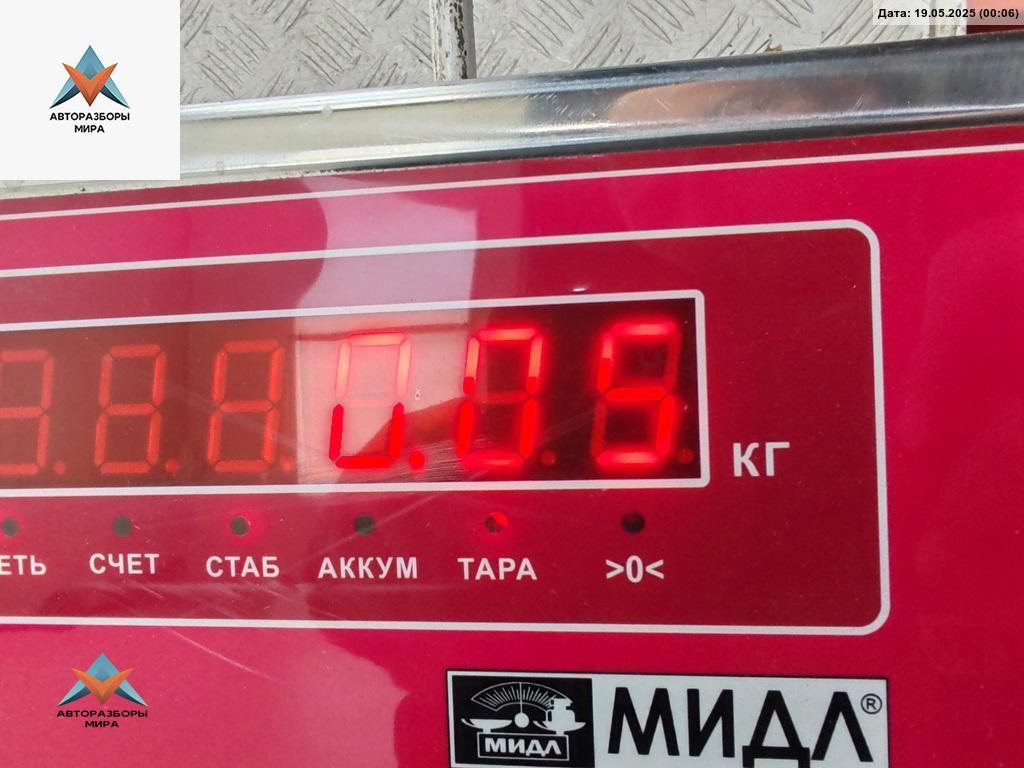 Дата: 19.05.2025 (00:06)
АВТОРАЗБОРЫ
МИРА
0.05
КГ
СЧЕТ СТАБ АККУМ ТАРА >0<
АВТОРАЗБОРЫ
МИРА
МИДЛ
МИДЛ®